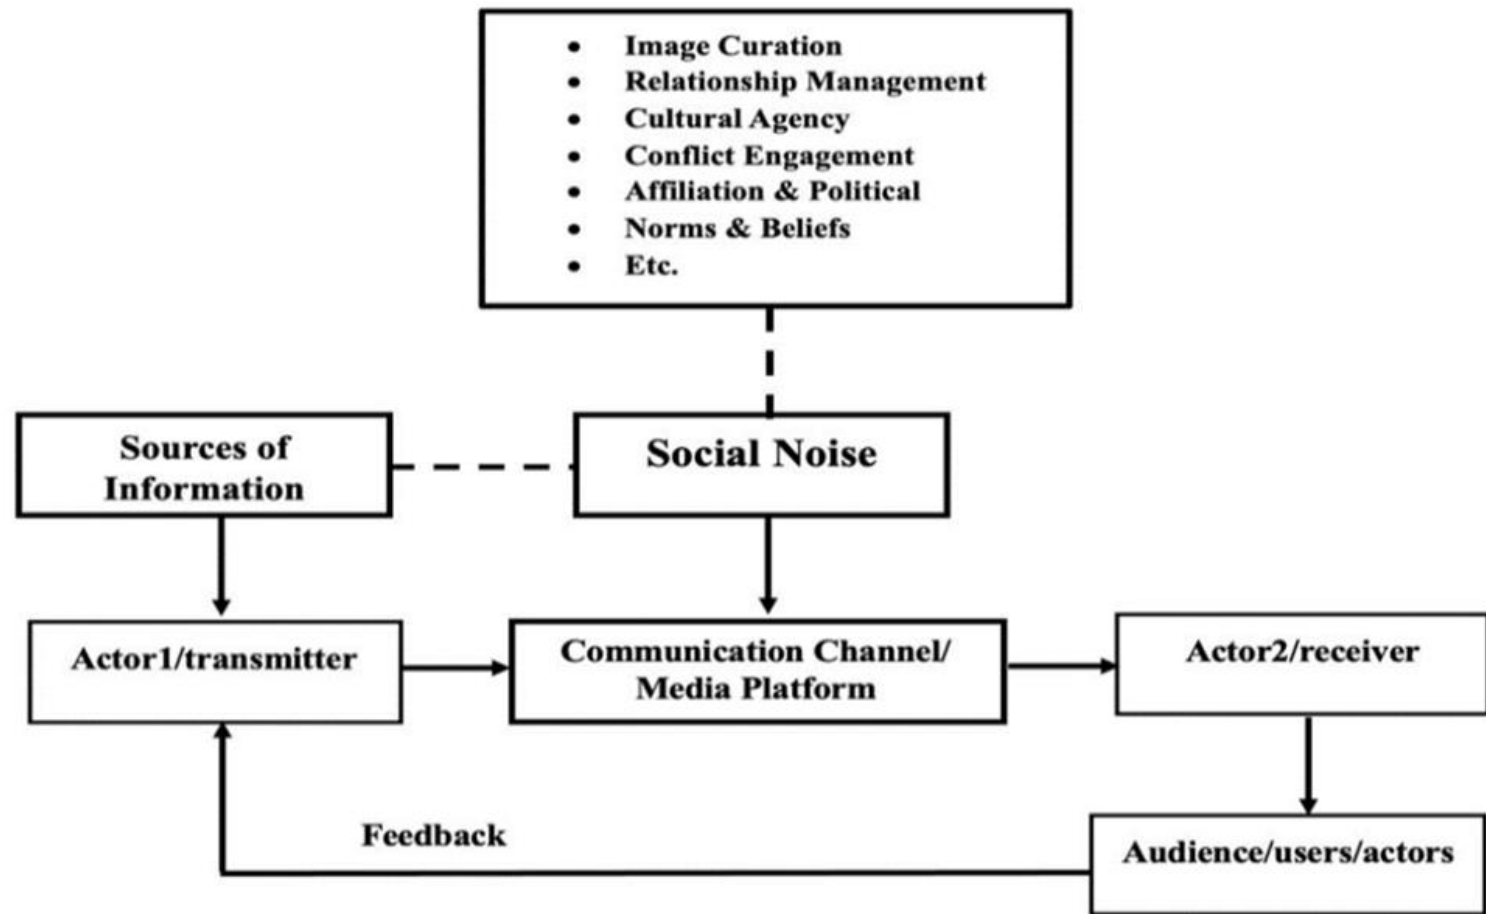 • Image Curation
• Relationship Management
• Cultural Agency
• Conflict Engagement
• Affiliation & Political
• Norms & Beliefs
• Etc.
Sources of
Information
Social Noise
Actor1/transmitter
Communication Channel/
Media Platform
Actor2/receiver
Feedback
Audience/users/actors